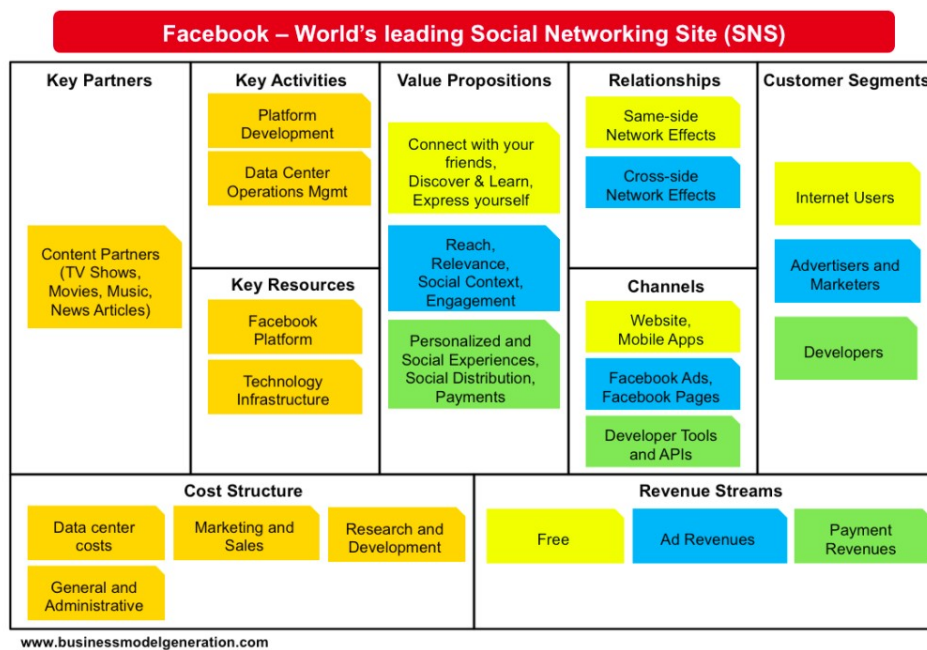 Facebook – World's leading Social Networking Site (SNS)
Key Partners
Content Partners
(TV Shows,
Movies, Music,
News Articles)
Key Activities
Platform
Development
Data Center
Operations Mgmt
Key Resources
Facebook
Platform
Technology
Infrastructure
Value Propositions
Connect with your
friends,
Discover & Learn,
Express yourself
Reach,
Relevance,
Social Context,
Engagement
Personalized and
Social Experiences,
Social Distribution,
Payments
Relationships
Same-side
Network Effects
Cross-side
Network Effects
Channels
Website,
Mobile Apps
Facebook Ads,
Facebook Pages
Developer Tools
and APIs
Customer Segments
Internet Users
Advertisers and
Marketers
Developers
Cost Structure
Data center
costs
Marketing and
Sales
Research and
Development
General and
Administrative
Revenue Streams
Free
Ad Revenues
Payment
Revenues
www.businessmodelgeneration.com